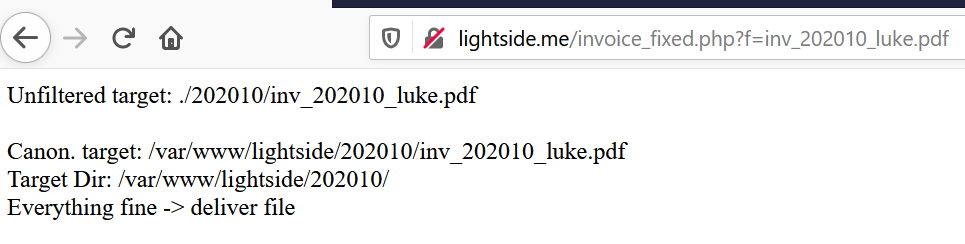 lightside.me/invoice_fixed.php?f=inv_202010_luke.pdf
Unfiltered target: ./202010/inv_202010_luke.pdf
Canon. target: /var/www/lightside/202010/inv_202010_luke.pdf
Target Dir: /var/www/lightside/202010/
Everything fine -> deliver file